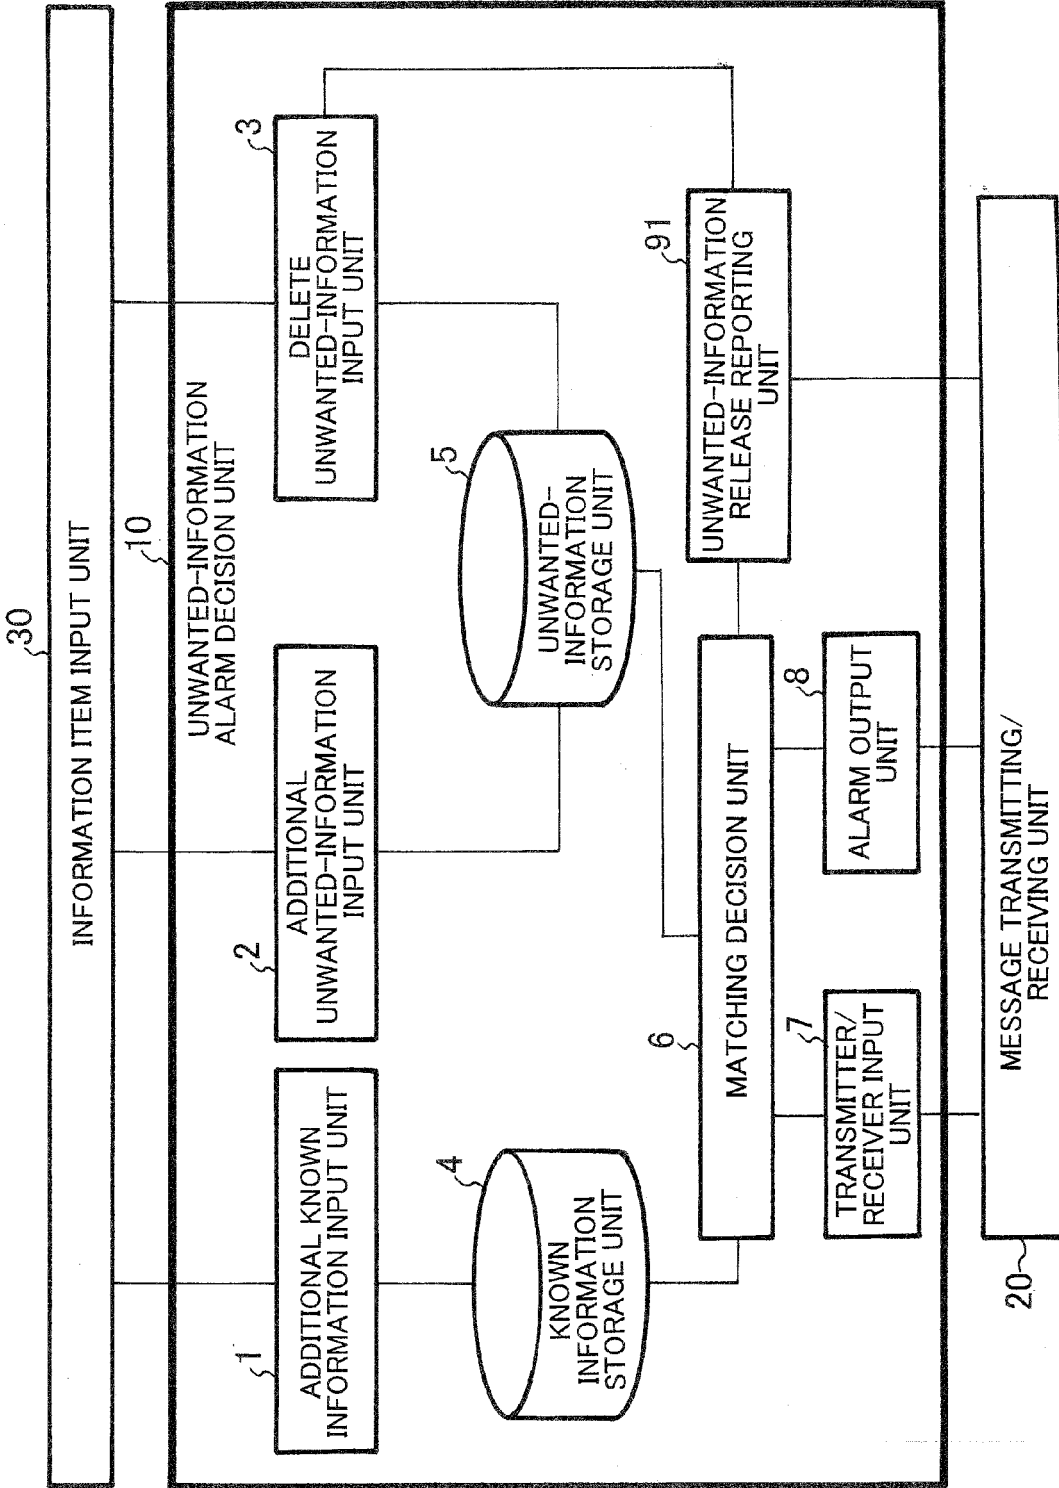 30
INFORMATION ITEM INPUT UNIT
10
UNWANTED-INFORMATION
ALARM DECISION UNIT
1
ADDITIONAL KNOWN
INFORMATION INPUT UNIT
2
ADDITIONAL
UNWANTED-INFORMATION
INPUT UNIT
3
DELETE
UNWANTED-INFORMATION
INPUT UNIT
4
KNOWN
INFORMATION
STORAGE UNIT
5
UNWANTED-
INFORMATION
STORAGE UNIT
6
MATCHING DECISION UNIT
91
UNWANTED-INFORMATION
RELEASE REPORTING
UNIT
7
TRANSMITTER/
RECEIVER INPUT
UNIT
8
ALARM OUTPUT
UNIT
20
MESSAGE TRANSMITTING/
RECEIVING UNIT